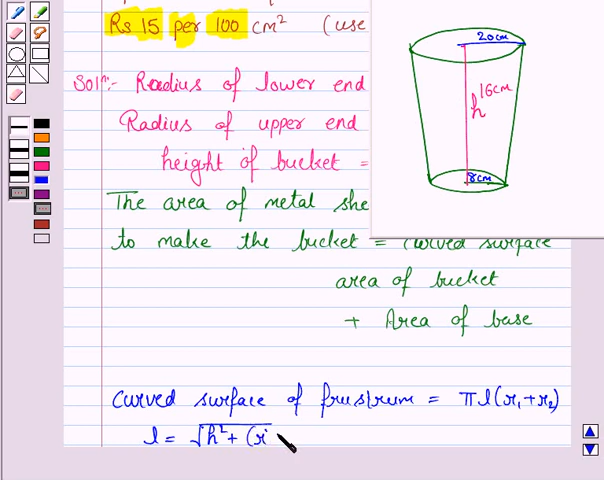 Rs 15 per 100 cm² (use
Solⁿ:- Radius of lower end
Radius of upper end
height of bucket =
The area of metal she
to make the bucket = curved surface
area of bucket
+ Area of base
Curved surface of frustrum = πl(r₁+r₂)
l = √h²+(r
20cm
h 16cm
8cm